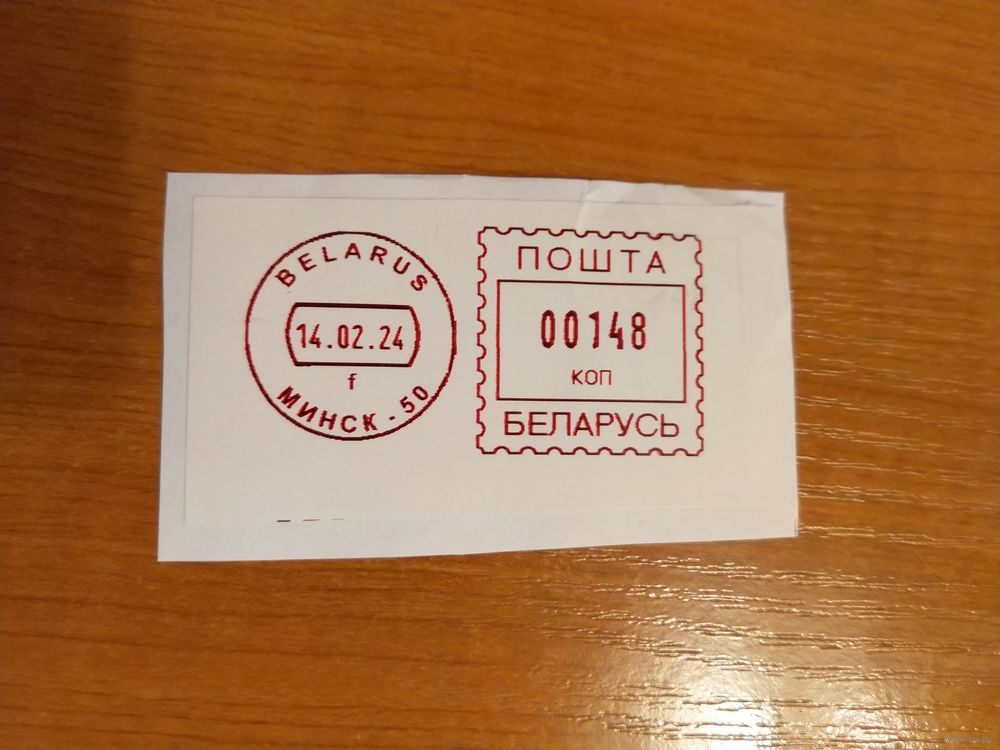 BELARUS
14.02.24
f
МИНСК - 50
ПОШТА
00148
коп
БЕЛАРУСЬ